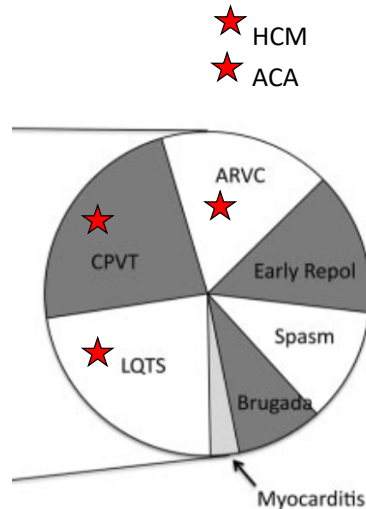 HCM
ACA
ARVC
CPVT
Early Repol
Spasm
LQTS
Brugada
Myocarditis